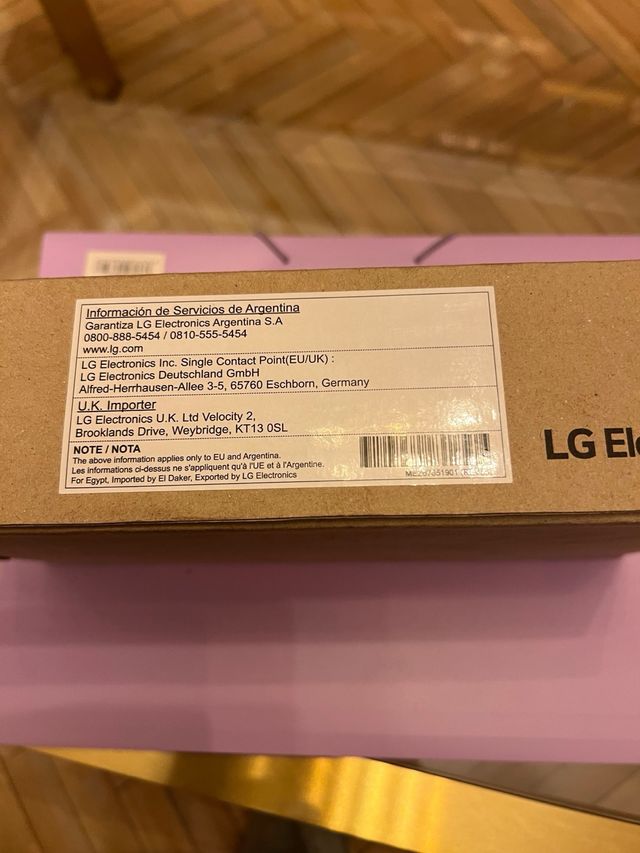 Información de Servicios de Argentina
Garantiza LG Electronics Argentina S.A
0800-888-5454 / 0810-555-5454
www.lg.com
LG Electronics Inc. Single Contact Point(EU/UK) :
LG Electronics Deutschland GmbH
Alfred-Herrhausen-Allee 3-5, 65760 Eschborn, Germany
U.K. Importer
LG Electronics U.K. Ltd Velocity 2,
Brooklands Drive, Weybridge, KT13 0SL
NOTE / NOTA
The above information applies only to EU and Argentina.
Les informations ci-dessus ne s'appliquent qu'à l'UE et à l'Argentine.
For Egypt, Imported by El Daker, Exported by LG Electronics
LG Ele